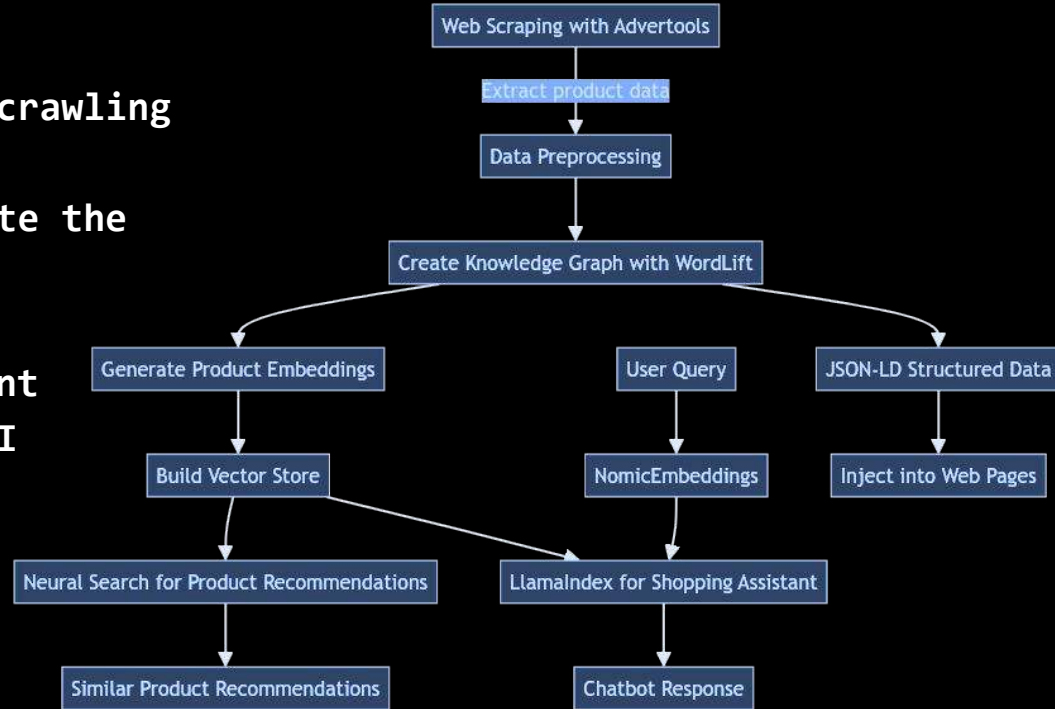 Web Scraping with Advertools
Extract product data
crawling
Data Preprocessing
te the
Create Knowledge Graph with WordLift
Generate Product Embeddings
User Query
JSON-LD Structured Data
nt
I
Build Vector Store
NomicEmbeddings
Inject into Web Pages
Neural Search for Product Recommendations
LlamaIndex for Shopping Assistant
Similar Product Recommendations
Chatbot Response